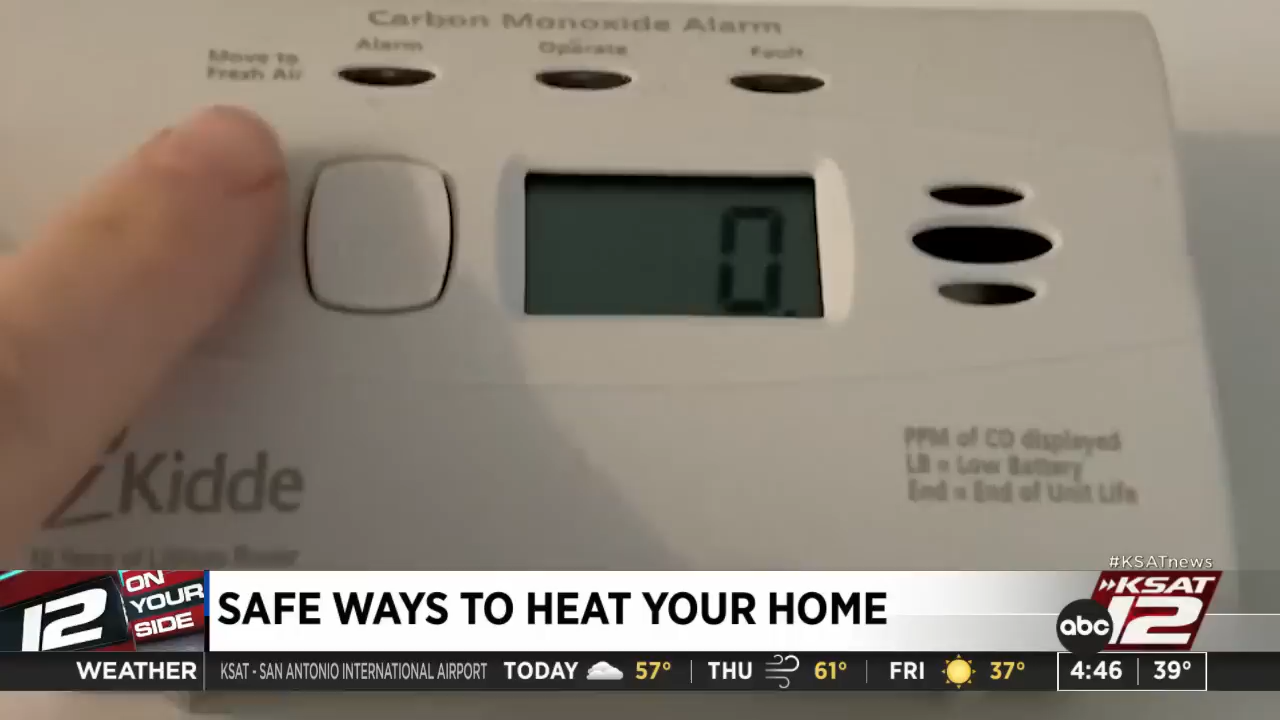 Carbon Monoxide Alarm
Move to
Fresh Air
Alarm
Operate
Fault
0
Kidde
PPM of CO displayed
LB = Low Battery
End = End of Unit Life
#KSATnews
12
ON
YOUR
SIDE
SAFE WAYS TO HEAT YOUR HOME
abc
KSAT
12
WEATHER
KSAT - SAN ANTONIO INTERNATIONAL AIRPORT TODAY 57° THU 61° FRI 37°
4:46 39°